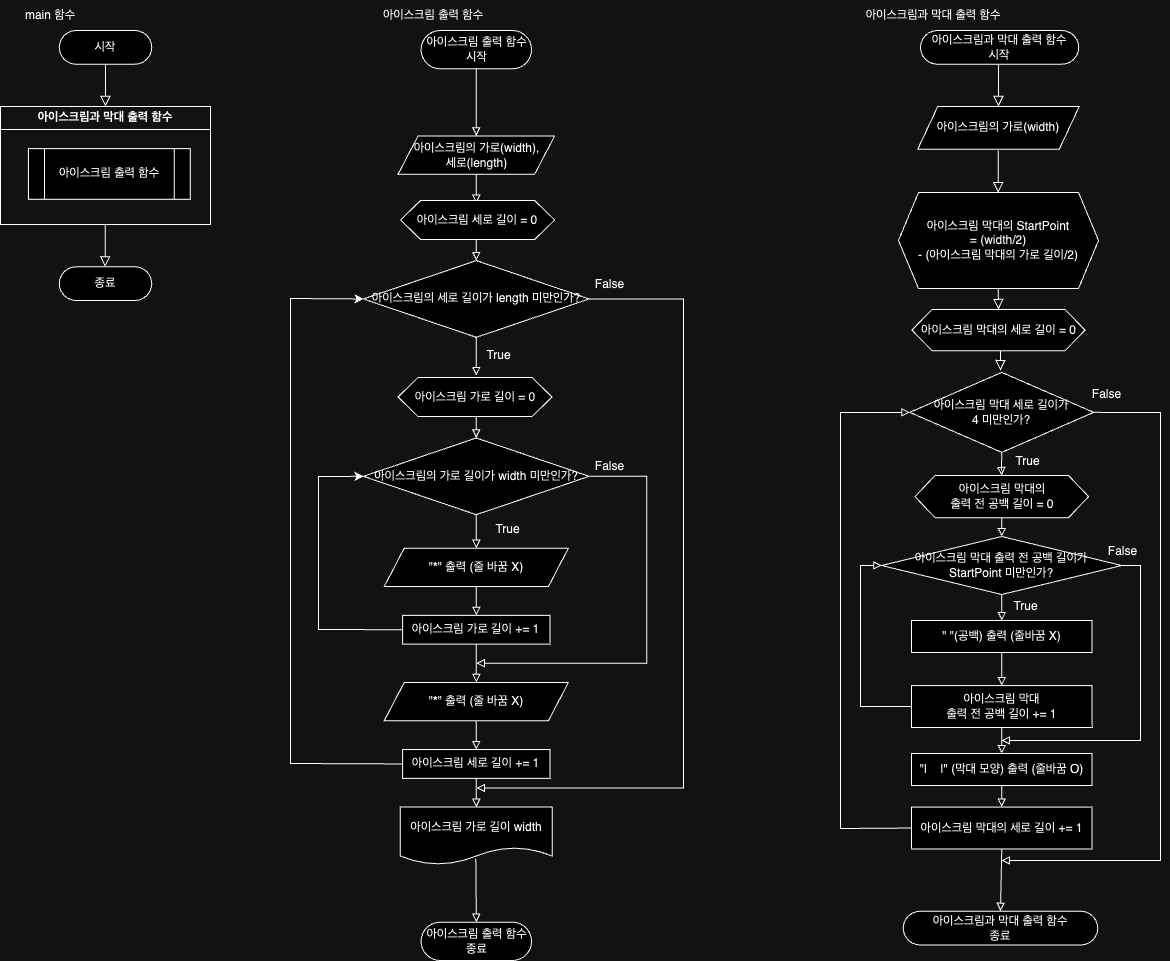 main 함수
시작
아이스크림과 막대 출력 함수
아이스크림 출력 함수
종료
아이스크림 출력 함수
아이스크림 출력 함수
시작
아이스크림의 가로(width),
세로(length)
아이스크림 세로 길이 = 0
아이스크림의 세로 길이가 length 미만인가?
False
True
아이스크림 가로 길이 = 0
아이스크림의 가로 길이가 width 미만인가?
False
True
"*" 출력 (줄 바꿈 X)
아이스크림 가로 길이 += 1
"*" 출력 (줄 바꿈 X)
아이스크림 세로 길이 += 1
아이스크림 가로 길이 width
아이스크림 출력 함수
종료
아이스크림과 막대 출력 함수
아이스크림과 막대 출력 함수
시작
아이스크림의 가로(width)
아이스크림 막대의 StartPoint
= (width/2)
- (아이스크림 막대의 가로 길이/2)
아이스크림 막대의 세로 길이 = 0
아이스크림 막대 세로 길이가
4 미만인가?
False
True
아이스크림 막대의
출력 전 공백 길이 = 0
아이스크림 막대 출력 전 공백 길이가
StartPoint 미만인가?
False
True
" "(공백) 출력 (줄바꿈 X)
아이스크림 막대
출력 전 공백 길이 += 1
"|    |" (막대 모양) 출력 (줄바꿈 O)
아이스크림 막대의 세로 길이 += 1
아이스크림과 막대 출력 함수
종료